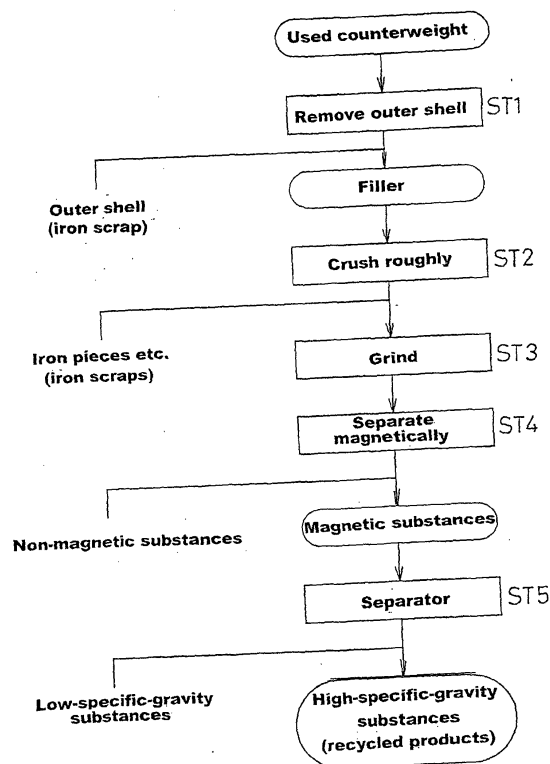 Used counterweight
Remove outer shell ST1
Outer shell
(iron scrap)
Filler
Crush roughly ST2
Iron pieces etc.
(iron scraps)
Grind ST3
Separate
magnetically ST4
Non-magnetic substances
Magnetic substances
Separator ST5
Low-specific-gravity
substances
High-specific-gravity
substances
(recycled products)